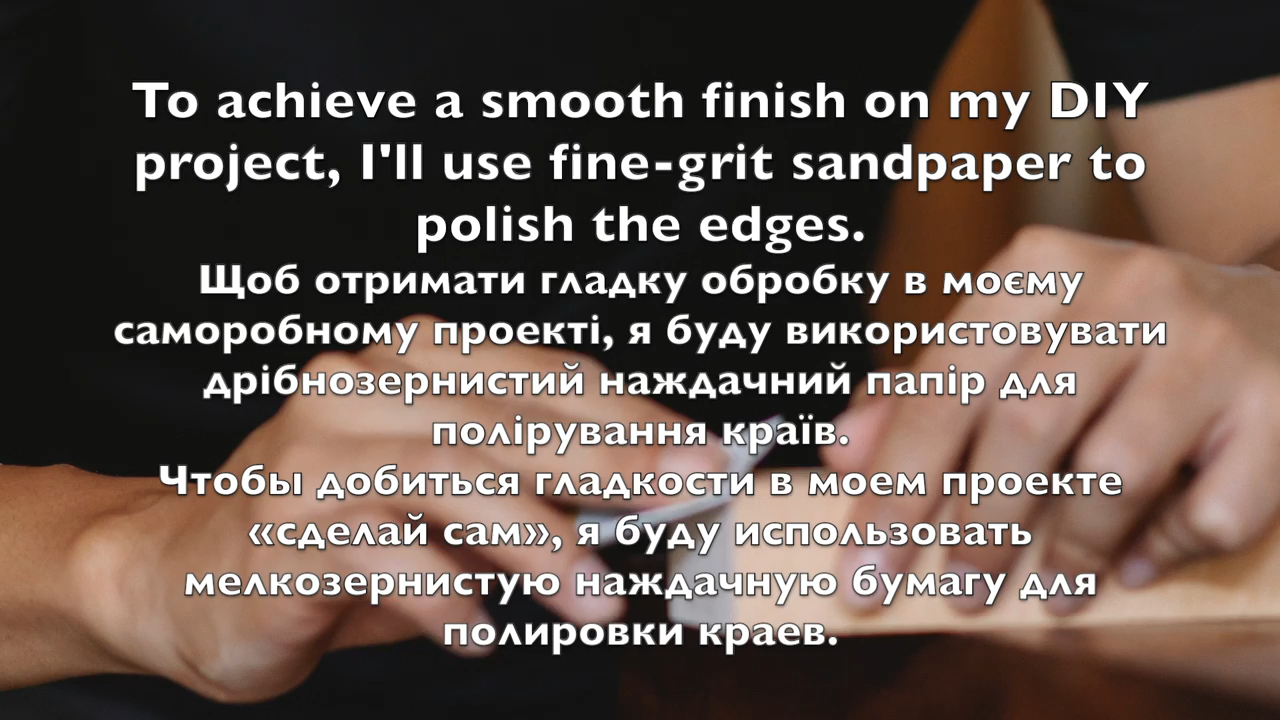 To achieve a smooth finish on my DIY
project, I'll use fine-grit sandpaper to
polish the edges.
Щоб отримати гладку обробку в моєму
саморобному проекті, я буду використовувати
дрібнозернистий наждачний папір для
полірування країв.
Чтобы добиться гладкости в моем проекте
«сделай сам», я буду использовать
мелкозернистую наждачную бумагу для
полировки краев.